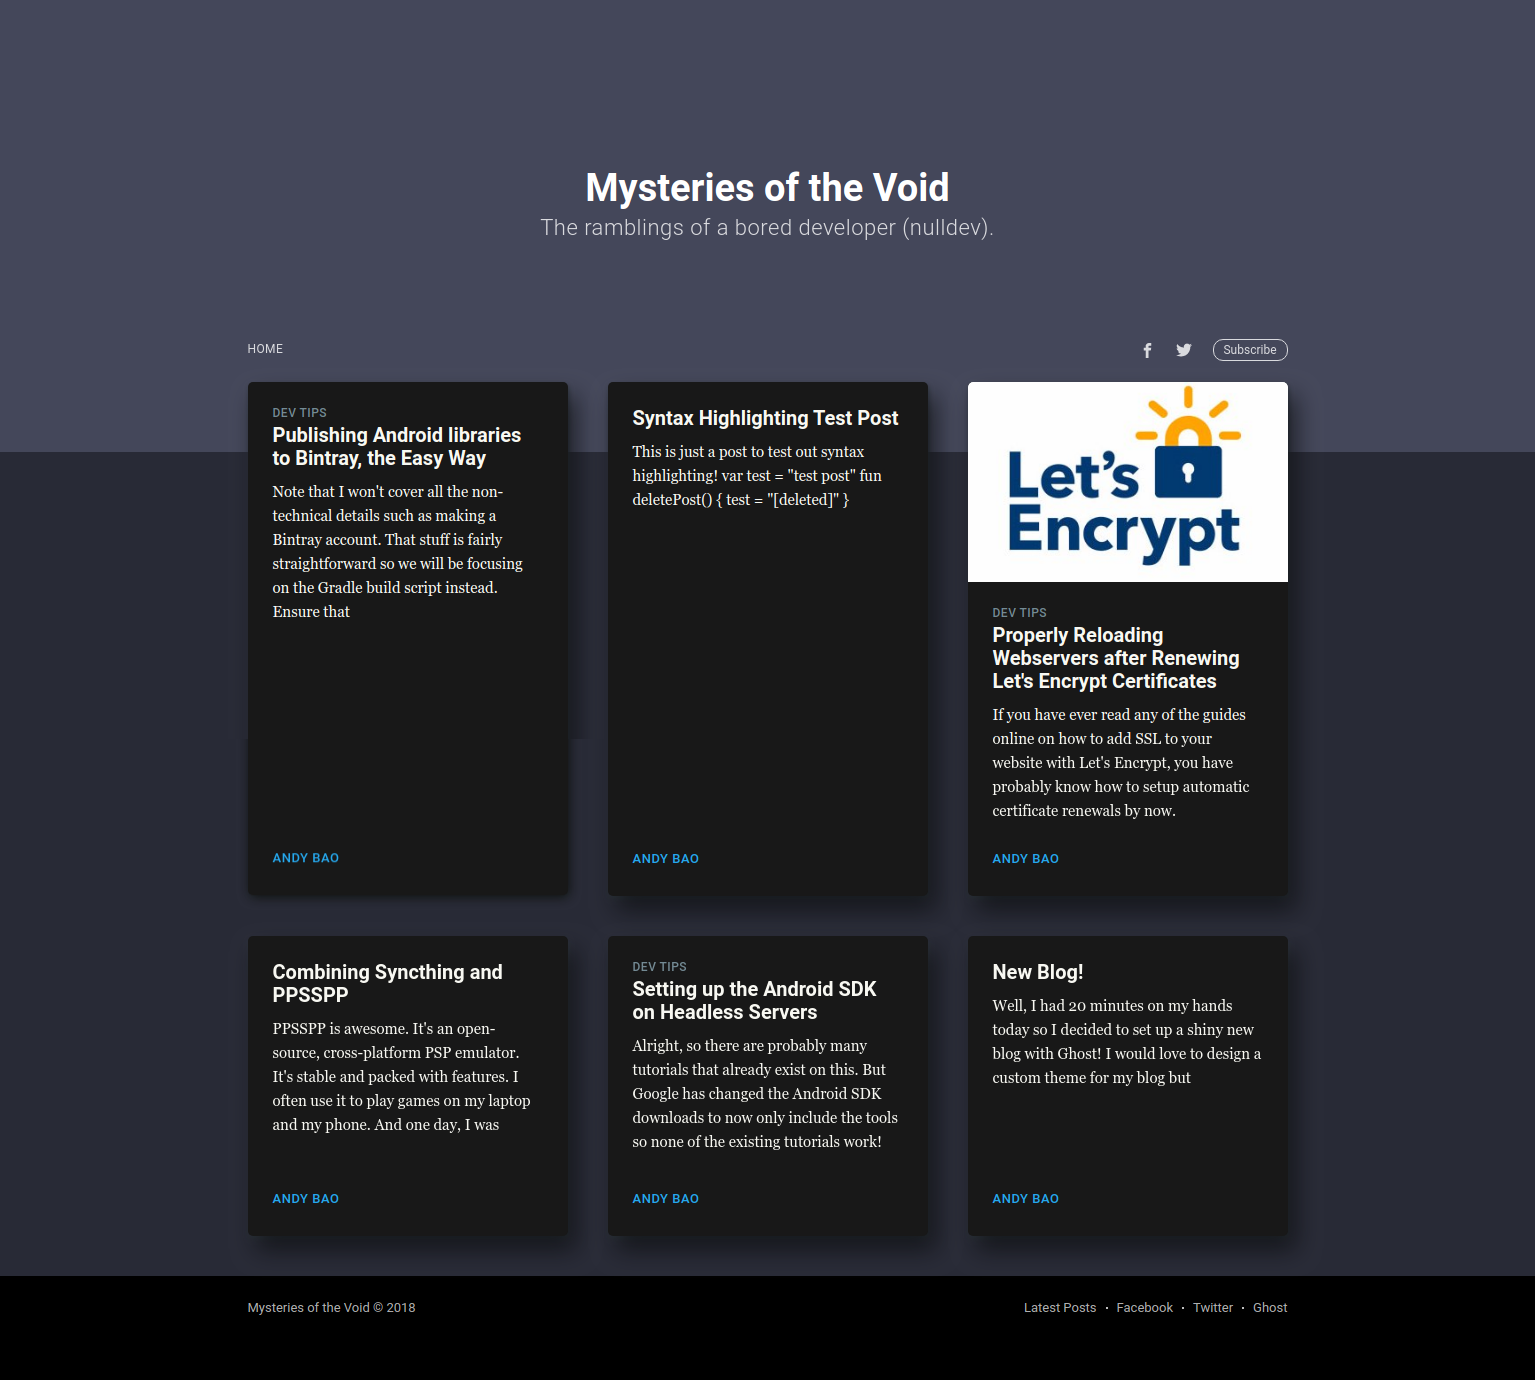 Mysteries of the Void
The ramblings of a bored developer (nulldev).
HOME
Subscribe
DEV TIPS
Publishing Android libraries
to Bintray, the Easy Way
Note that I won't cover all the non-
technical details such as making a
Bintray account. That stuff is fairly
straightforward so we will be focusing
on the Gradle build script instead.
Ensure that
ANDY BAO
Syntax Highlighting Test Post
This is just a post to test out syntax
highlighting! var test = "test post" fun
deletePost() { test = "[deleted]" }
ANDY BAO
Let's
Encrypt
DEV TIPS
Properly Reloading
Webservers after Renewing
Let's Encrypt Certificates
If you have ever read any of the guides
online on how to add SSL to your
website with Let's Encrypt, you have
probably know how to setup automatic
certificate renewals by now.
ANDY BAO
Combining Syncthing and
PPSSPP
PPSSPP is awesome. It's an open-
source, cross-platform PSP emulator.
It's stable and packed with features. I
often use it to play games on my laptop
and my phone. And one day, I was
ANDY BAO
DEV TIPS
Setting up the Android SDK
on Headless Servers
Alright, so there are probably many
tutorials that already exist on this. But
Google has changed the Android SDK
downloads to now only include the tools
so none of the existing tutorials work!
ANDY BAO
New Blog!
Well, I had 20 minutes on my hands
today so I decided to set up a shiny new
blog with Ghost! I would love to design a
custom theme for my blog but
ANDY BAO
Mysteries of the Void © 2018
Latest Posts • Facebook • Twitter • Ghost